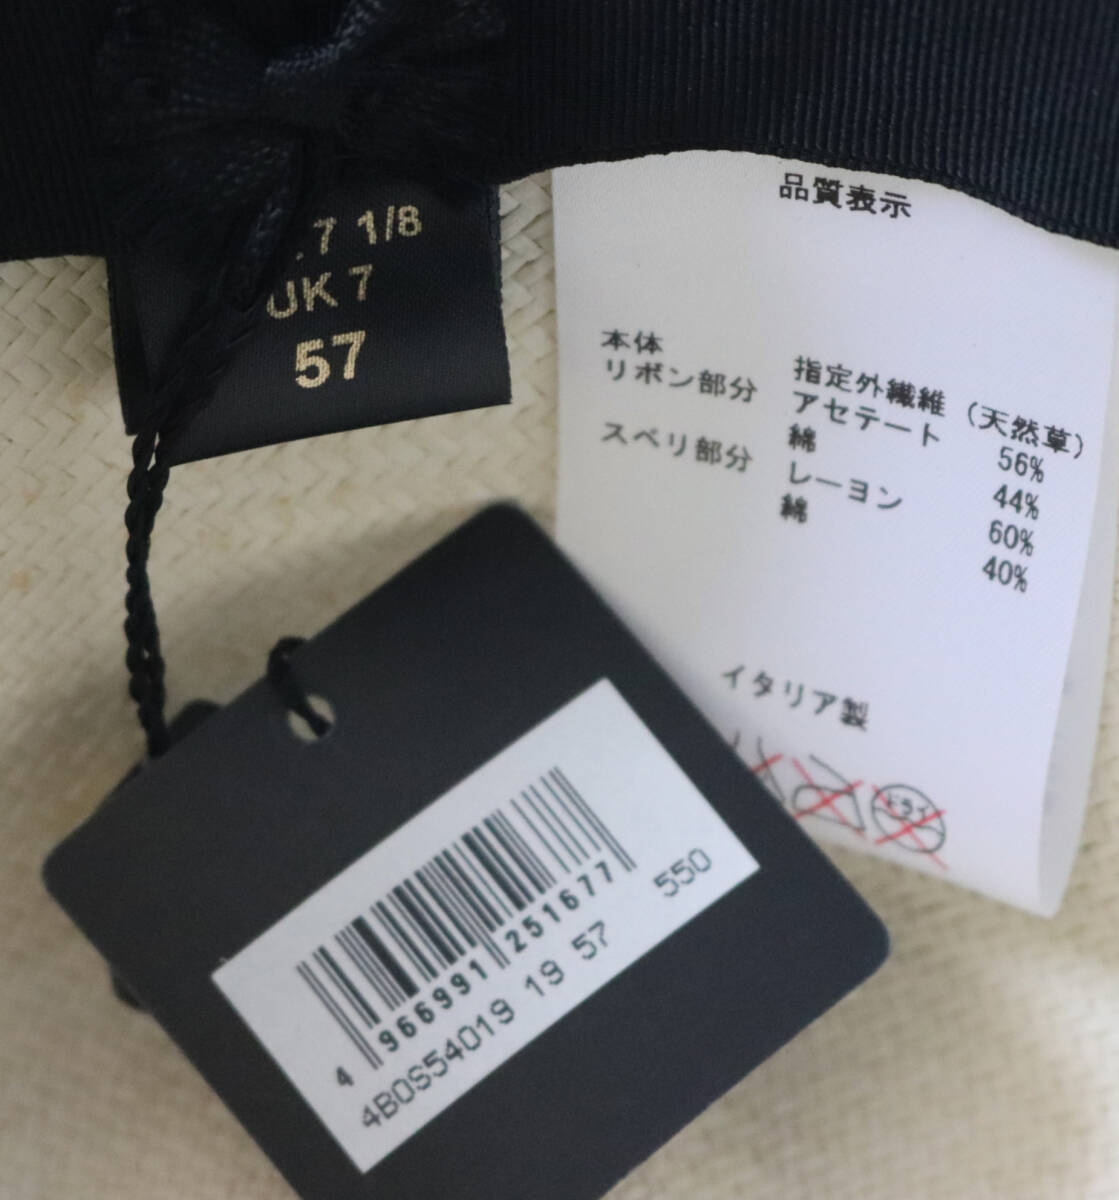 7 1/8
UK 7
57
品質表示
本体 指定外繊維 (天然草)
リボン部分 アセテート 56%
綿 44%
スベリ部分 レーヨン 60%
綿 40%
イタリア製
ドライ
4 966991 251677
4B0S54019 19 57 550